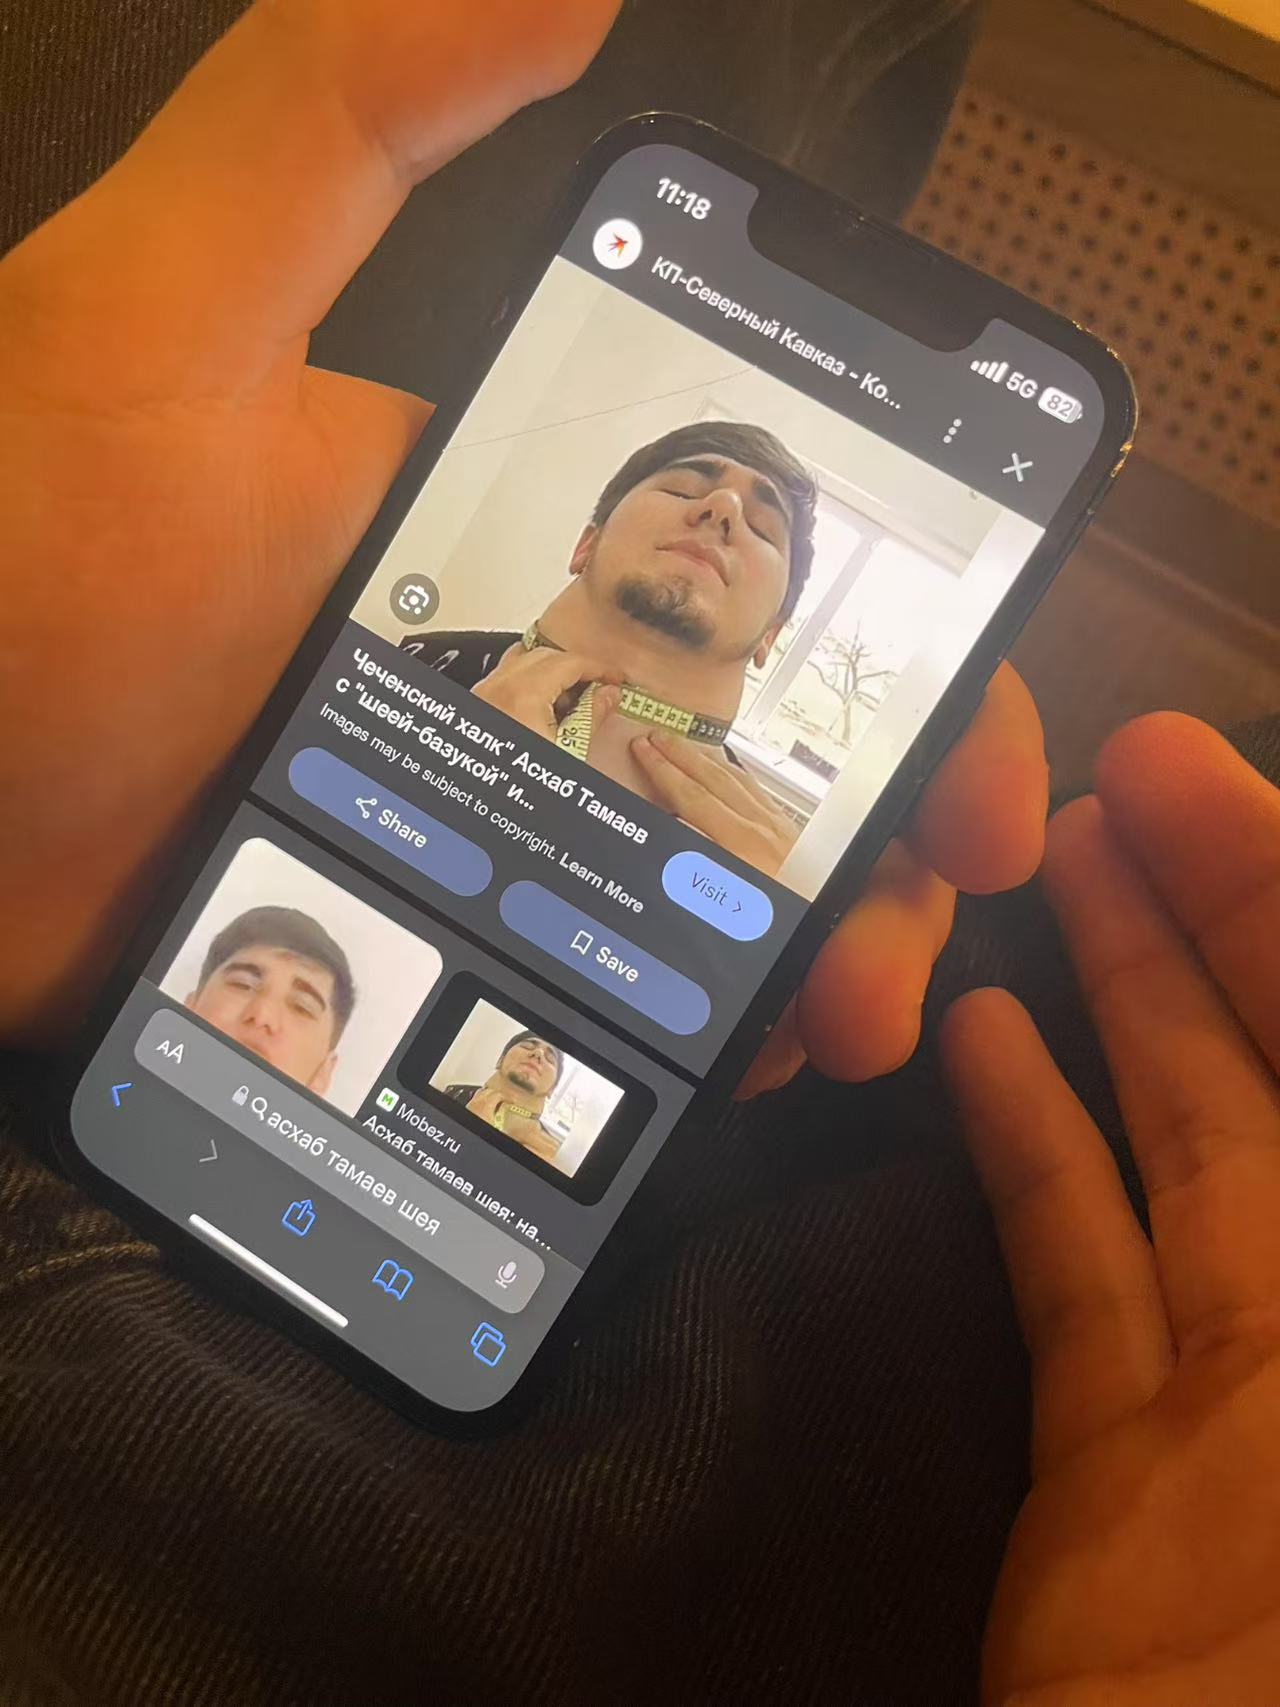 11:18
5G 82
КП-Северный Кавказ - Ко...
Чеченский халк" Асхаб Тамаев
с "шеей-базукой" и...
Images may be subject to copyright. Learn More
Visit >
Share
Save
Mobez.ru
Асхаб тамаев шея: на...
AA
асхаб тамаев шея